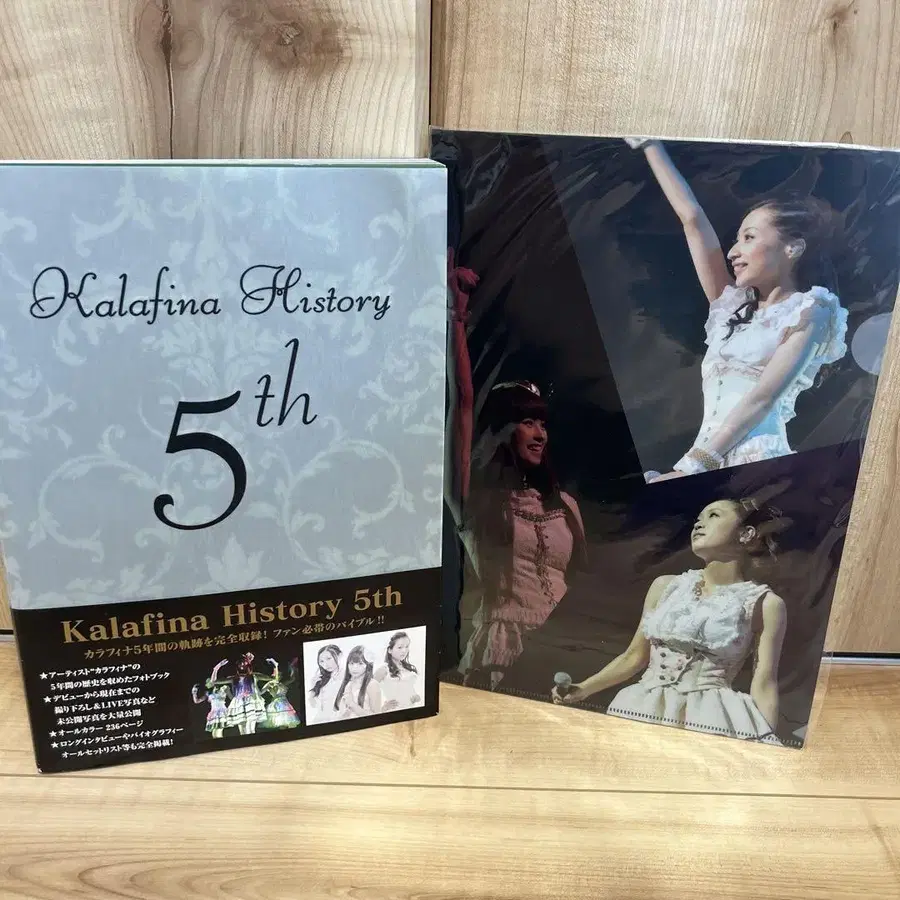 Kalafina History
5th
Kalafina History 5th
カラフィナ5年間の軌跡を完全収録！ファン必帯のバイブル!!
★アーティスト“カラフィナ”の
5年間の歴史を収めたフォトブック
★デビューから現在までの
撮り下ろし&LIVE写真など
未公開写真を大量公開
★オールカラー 236ページ
★ロングインタビューやバイオグラフィー
オールセットリスト等も完全掲載!